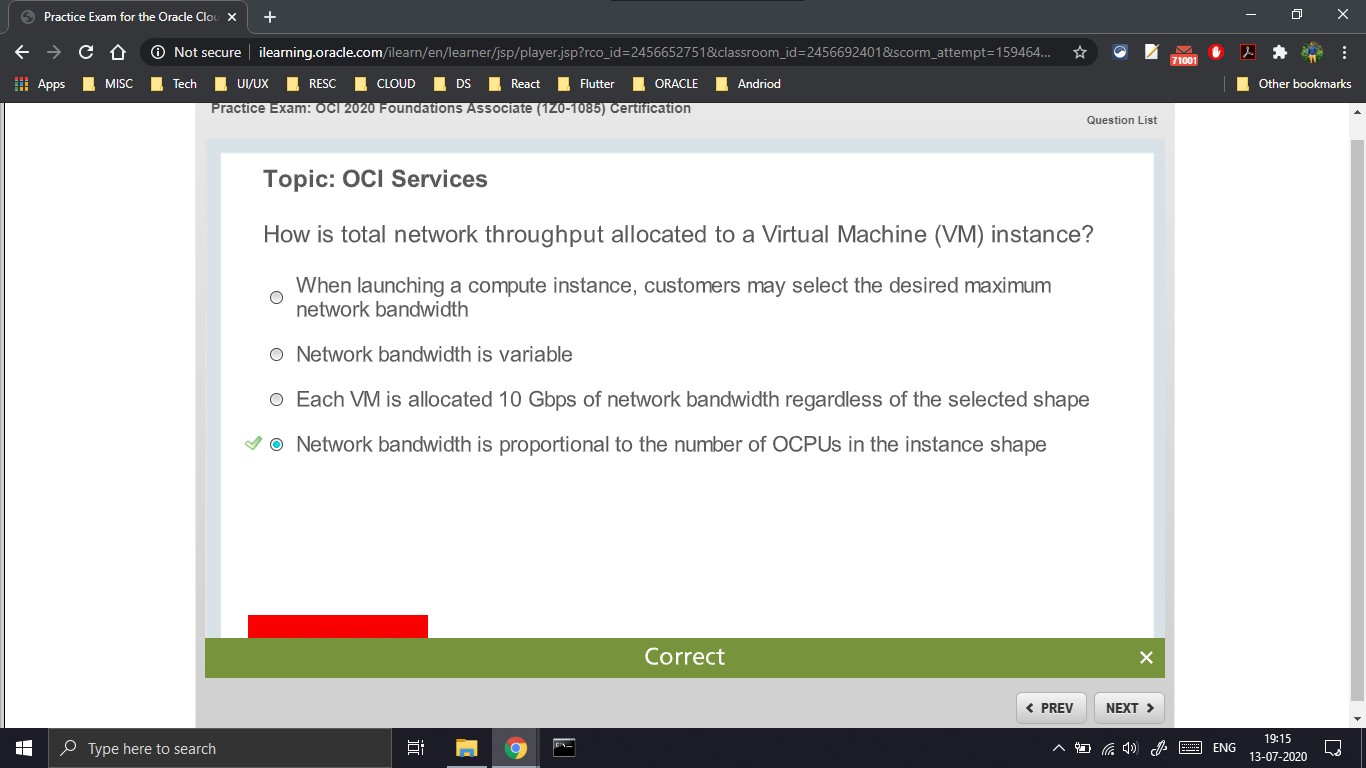 Practice Exam for the Oracle Clou
Not secure | ilearning.oracle.com/ilearn/en/learner/jsp/player.jsp?rco_id=2456652751&classroom_id=2456692401&scorm_attempt=159464...
71001
Apps MISC Tech UI/UX RESC CLOUD DS React Flutter ORACLE Andriod Other bookmarks
Practice Exam: OCI 2020 Foundations Associate (1Z0-1085) Certification
Question List
Topic: OCI Services
How is total network throughput allocated to a Virtual Machine (VM) instance?
When launching a compute instance, customers may select the desired maximum
network bandwidth
Network bandwidth is variable
Each VM is allocated 10 Gbps of network bandwidth regardless of the selected shape
Network bandwidth is proportional to the number of OCPUs in the instance shape
Correct
PREV NEXT
Type here to search
ENG
19:15
13-07-2020